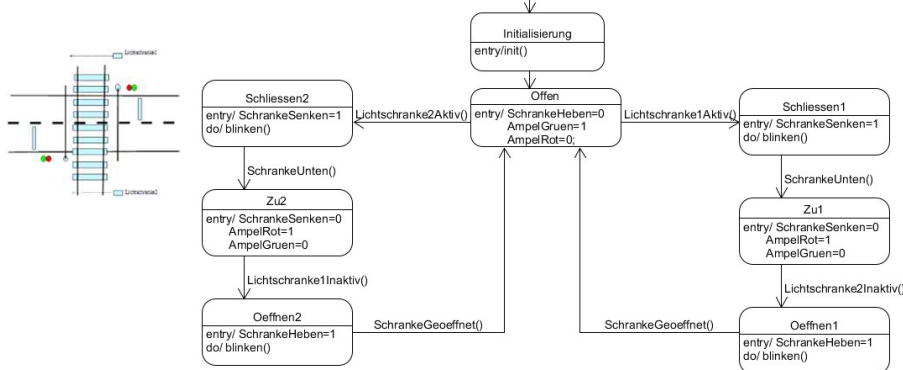 Initialisierung
entry/init()
Offen
entry/ SchrankeHeben=0
AmpelGruen=1
AmpelRot=0;
Lichtschranke2Aktiv()
Lichtschranke1Aktiv()
Schliessen2
entry/ SchrankeSenken=1
do/ blinken()
SchrankeUnten()
Zu2
entry/ SchrankeSenken=0
AmpelRot=1
AmpelGruen=0
Lichtschranke1Inaktiv()
Oeffnen2
entry/ SchrankeHeben=1
do/ blinken()
SchrankeGeoeffnet()
Schliessen1
entry/ SchrankeSenken=1
do/ blinken()
SchrankeUnten()
Zu1
entry/ SchrankeSenken=0
AmpelRot=1
AmpelGruen=0
Lichtschranke2Inaktiv()
Oeffnen1
entry/ SchrankeHeben=1
do/ blinken()
SchrankeGeoeffnet()